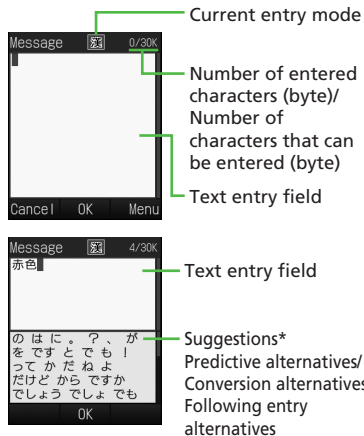 Current entry mode
Message 漢 0/30K
Number of entered
characters (byte)/
Number of
characters that can
be entered (byte)
Text entry field
Cancel OK Menu
Message 漢 4/30K
赤色
Text entry field
の は に 。 ? 、 が
を です と で も !
って か だ ね よ
だけど から ですか
でしょう でしょ でも
OK
Suggestions*
Predictive alternatives/
Conversion alternatives
Following entry
alternatives